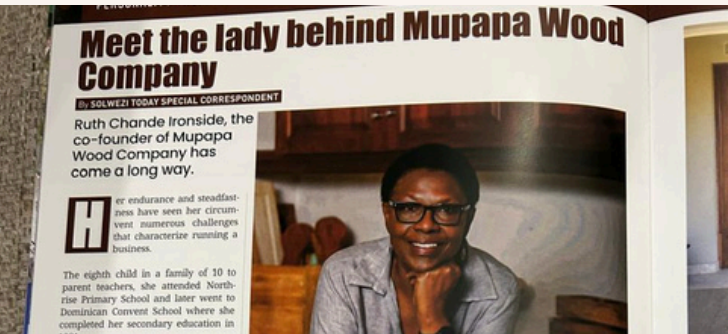 Meet the lady behind Mupapa Wood
Company
By SOLWEZI TODAY SPECIAL CORRESPONDENT
Ruth Chande Ironside, the
co-founder of Mupapa
Wood Company has
come a long way.
Her endurance and steadfast-
ness have seen her circum-
vent numerous challenges
that characterize running a
business.
The eighth child in a family of 10 to
parent teachers, she attended North-
rise Primary School and later went to
Dominican Convent School where she
completed her secondary education in